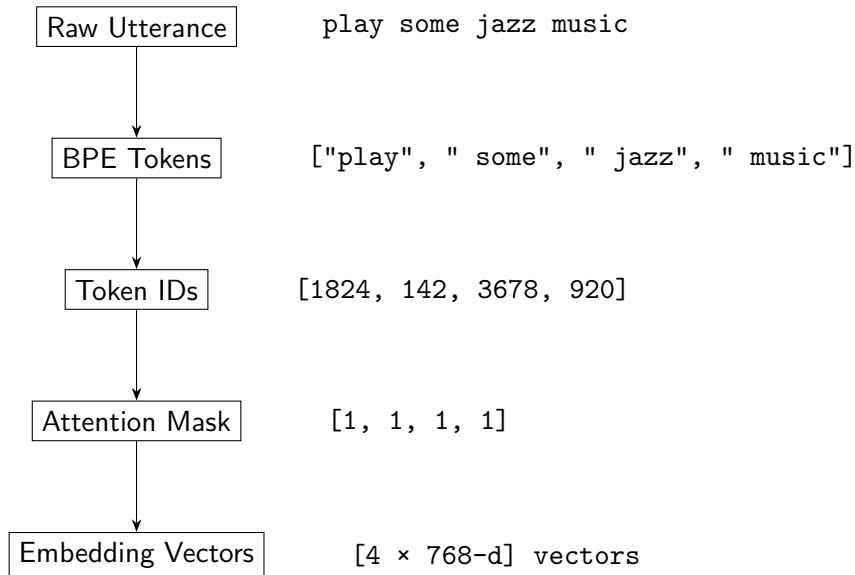 Raw Utterance play some jazz music
BPE Tokens ["play", " some", " jazz", " music"]
Token IDs [1824, 142, 3678, 920]
Attention Mask [1, 1, 1, 1]
Embedding Vectors [4 × 768-d] vectors